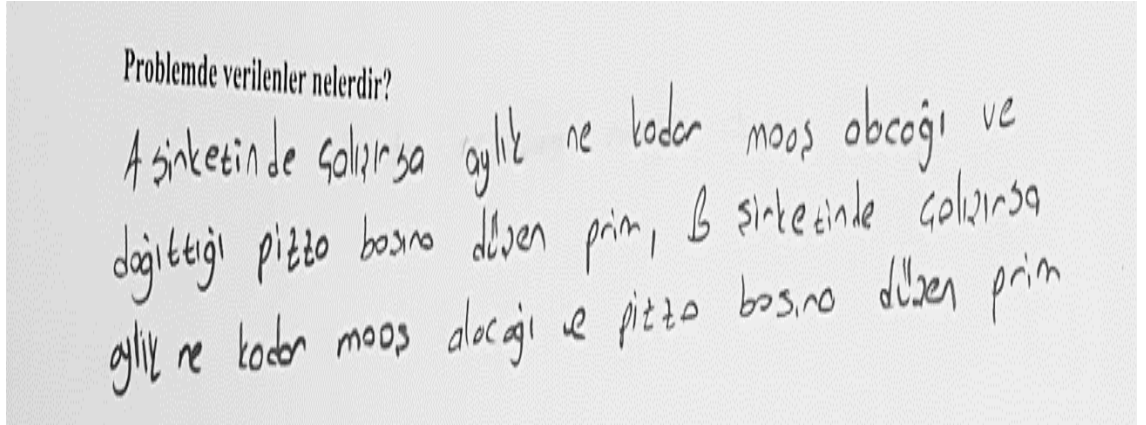 Problemde verilenler nelerdir?
A şirketinde çalışırsa aylık ne kadar maaş alacağı ve
dağıttığı pizza başına düşen prim, B şirketinde çalışırsa
aylık ne kadar maaş alacağı ve pizza başına düşen prim